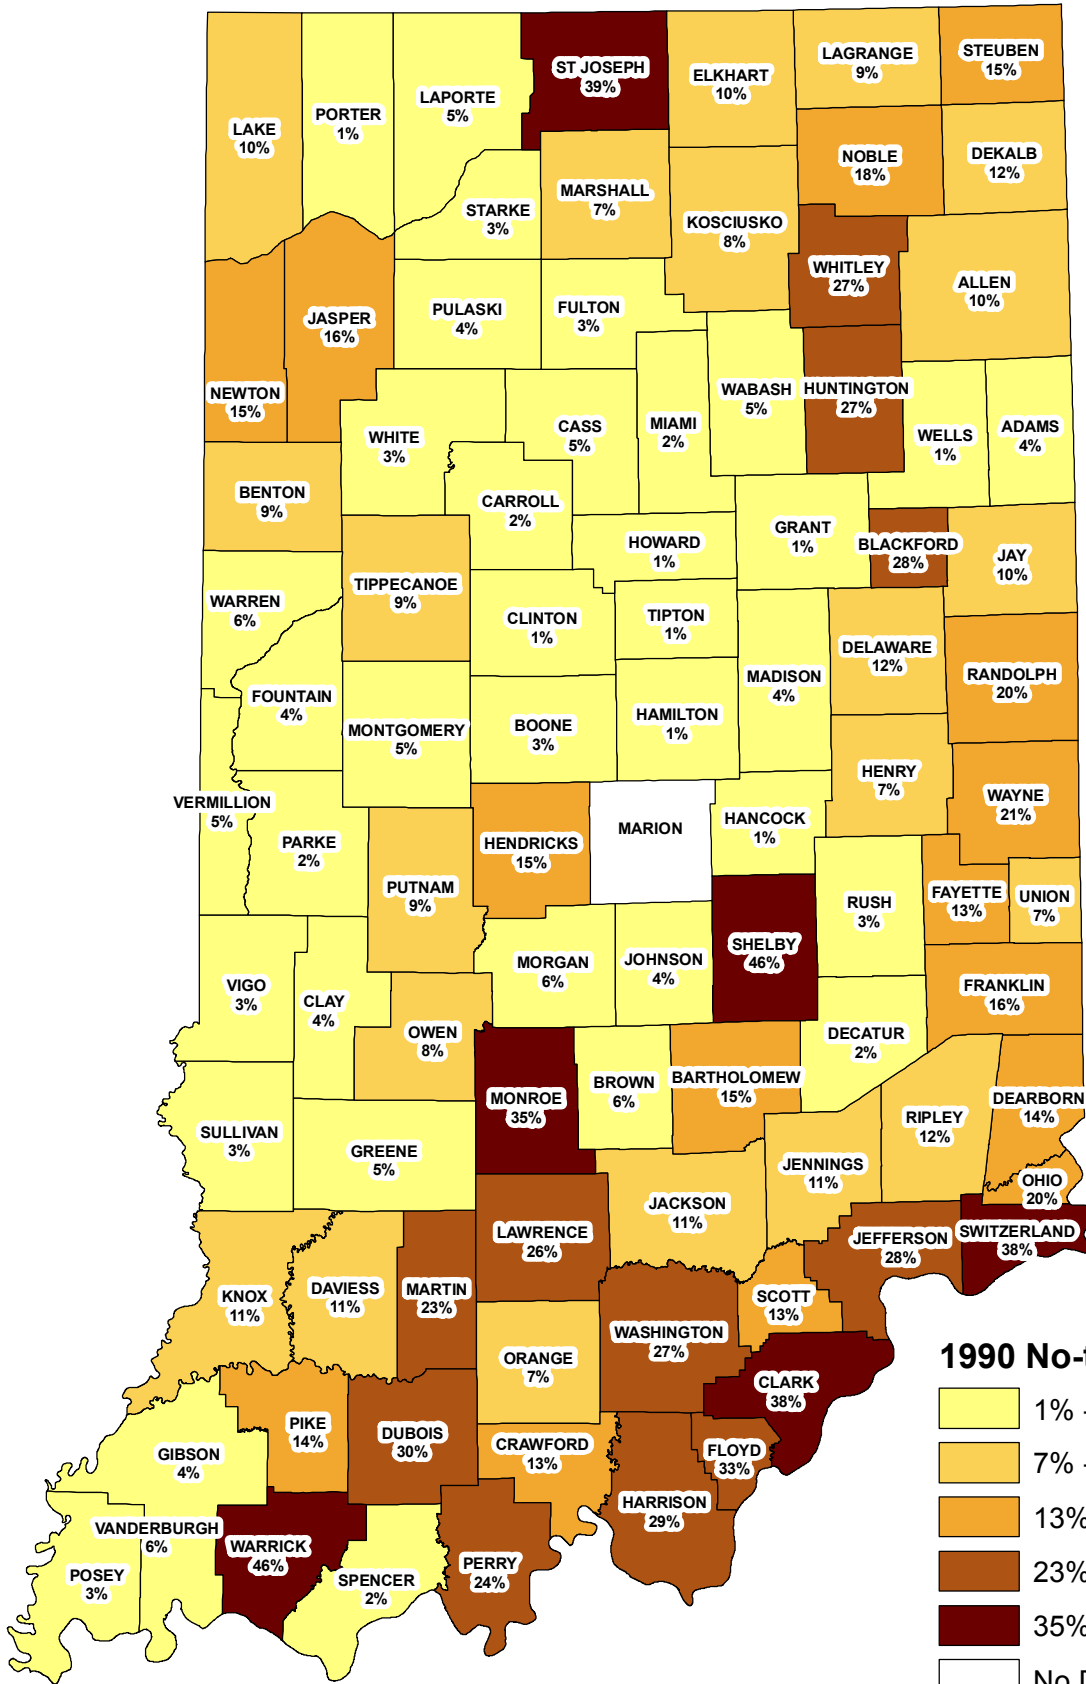 ST JOSEPH
39%
ELKHART
10%
LAGRANGE
9%
STEUBEN
15%
LAKE
10%
PORTER
1%
LAPORTE
5%
NOBLE
18%
DEKALB
12%
STARKE
3%
MARSHALL
7%
KOSCIUSKO
8%
WHITLEY
27%
ALLEN
10%
NEWTON
15%
JASPER
16%
PULASKI
4%
FULTON
3%
WABASH
5%
HUNTINGTON
27%
WHITE
3%
CASS
5%
MIAMI
2%
WELLS
1%
ADAMS
4%
BENTON
9%
CARROLL
2%
HOWARD
1%
GRANT
1%
BLACKFORD
28%
JAY
10%
WARREN
6%
TIPPECANOE
9%
CLINTON
1%
TIPTON
1%
MADISON
4%
DELAWARE
12%
RANDOLPH
20%
FOUNTAIN
4%
MONTGOMERY
5%
BOONE
3%
HAMILTON
1%
HENRY
7%
WAYNE
21%
VERMILLION
5%
PARKE
2%
PUTNAM
9%
HENDRICKS
15%
MARION
HANCOCK
1%
RUSH
3%
FAYETTE
13%
UNION
7%
VIGO
3%
CLAY
4%
OWEN
8%
MORGAN
6%
JOHNSON
4%
SHELBY
46%
FRANKLIN
16%
DECATUR
2%
SULLIVAN
3%
GREENE
5%
MONROE
35%
BROWN
6%
BARTHOLOMEW
15%
JENNINGS
11%
RIPLEY
12%
DEARBORN
14%
OHIO
20%
KNOX
11%
DAVIESS
11%
MARTIN
23%
LAWRENCE
26%
JACKSON
11%
JEFFERSON
28%
SWITZERLAND
38%
ORANGE
7%
WASHINGTON
27%
SCOTT
13%
CLARK
38%
GIBSON
4%
PIKE
14%
DUBOIS
30%
CRAWFORD
13%
HARRISON
29%
FLOYD
33%
POSEY
3%
VANDERBURGH
6%
WARRICK
46%
SPENCER
2%
PERRY
24%
1990 No-
1%
7%
13%
23%
35%
No